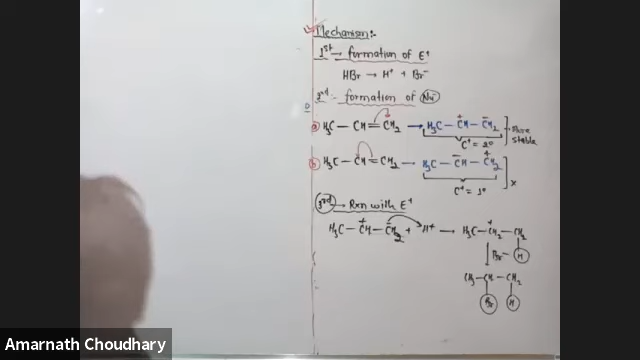 Mechanism:-
1st → formation of E+
HBr → H+ + Br-
2nd - formation of Nu-
a H3C - CH = CH2 → H3C - C+H - C-H2 - More stable
C+ = 2°
b H3C - CH = CH2 → H3C - C-H - C+H2 x
C+ = 1°
3rd → Rxn with E+
H3C - C+H - C-H2 + H+ → H3C - C+H2 - CH2
Br- H
CH3 - CH - CH2
Br H
Amarnath Choudhary